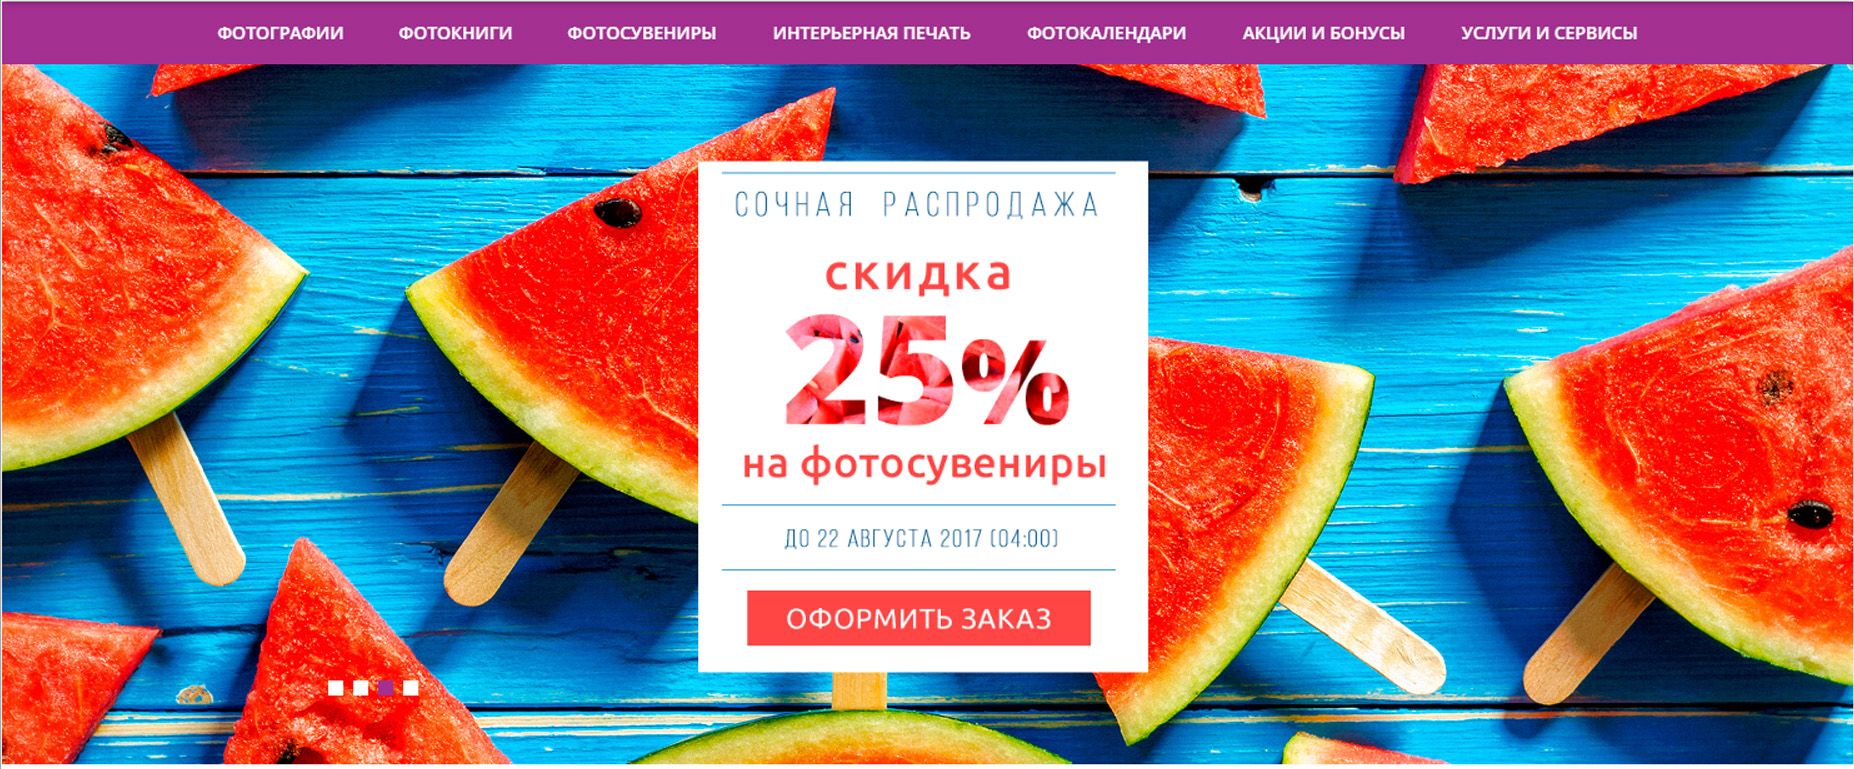 ФОТОГРАФИИ ФОТОКНИГИ ФОТОСУВЕНИРЫ ИНТЕРЬЕРНАЯ ПЕЧАТЬ ФОТОКАЛЕНДАРИ АКЦИИ И БОНУСЫ УСЛУГИ И СЕРВИСЫ
СОЧНАЯ РАСПРОДАЖА
скидка
25%
на фотосувениры
ДО 22 АВГУСТА 2017 (04:00)
ОФОРМИТЬ ЗАКАЗ